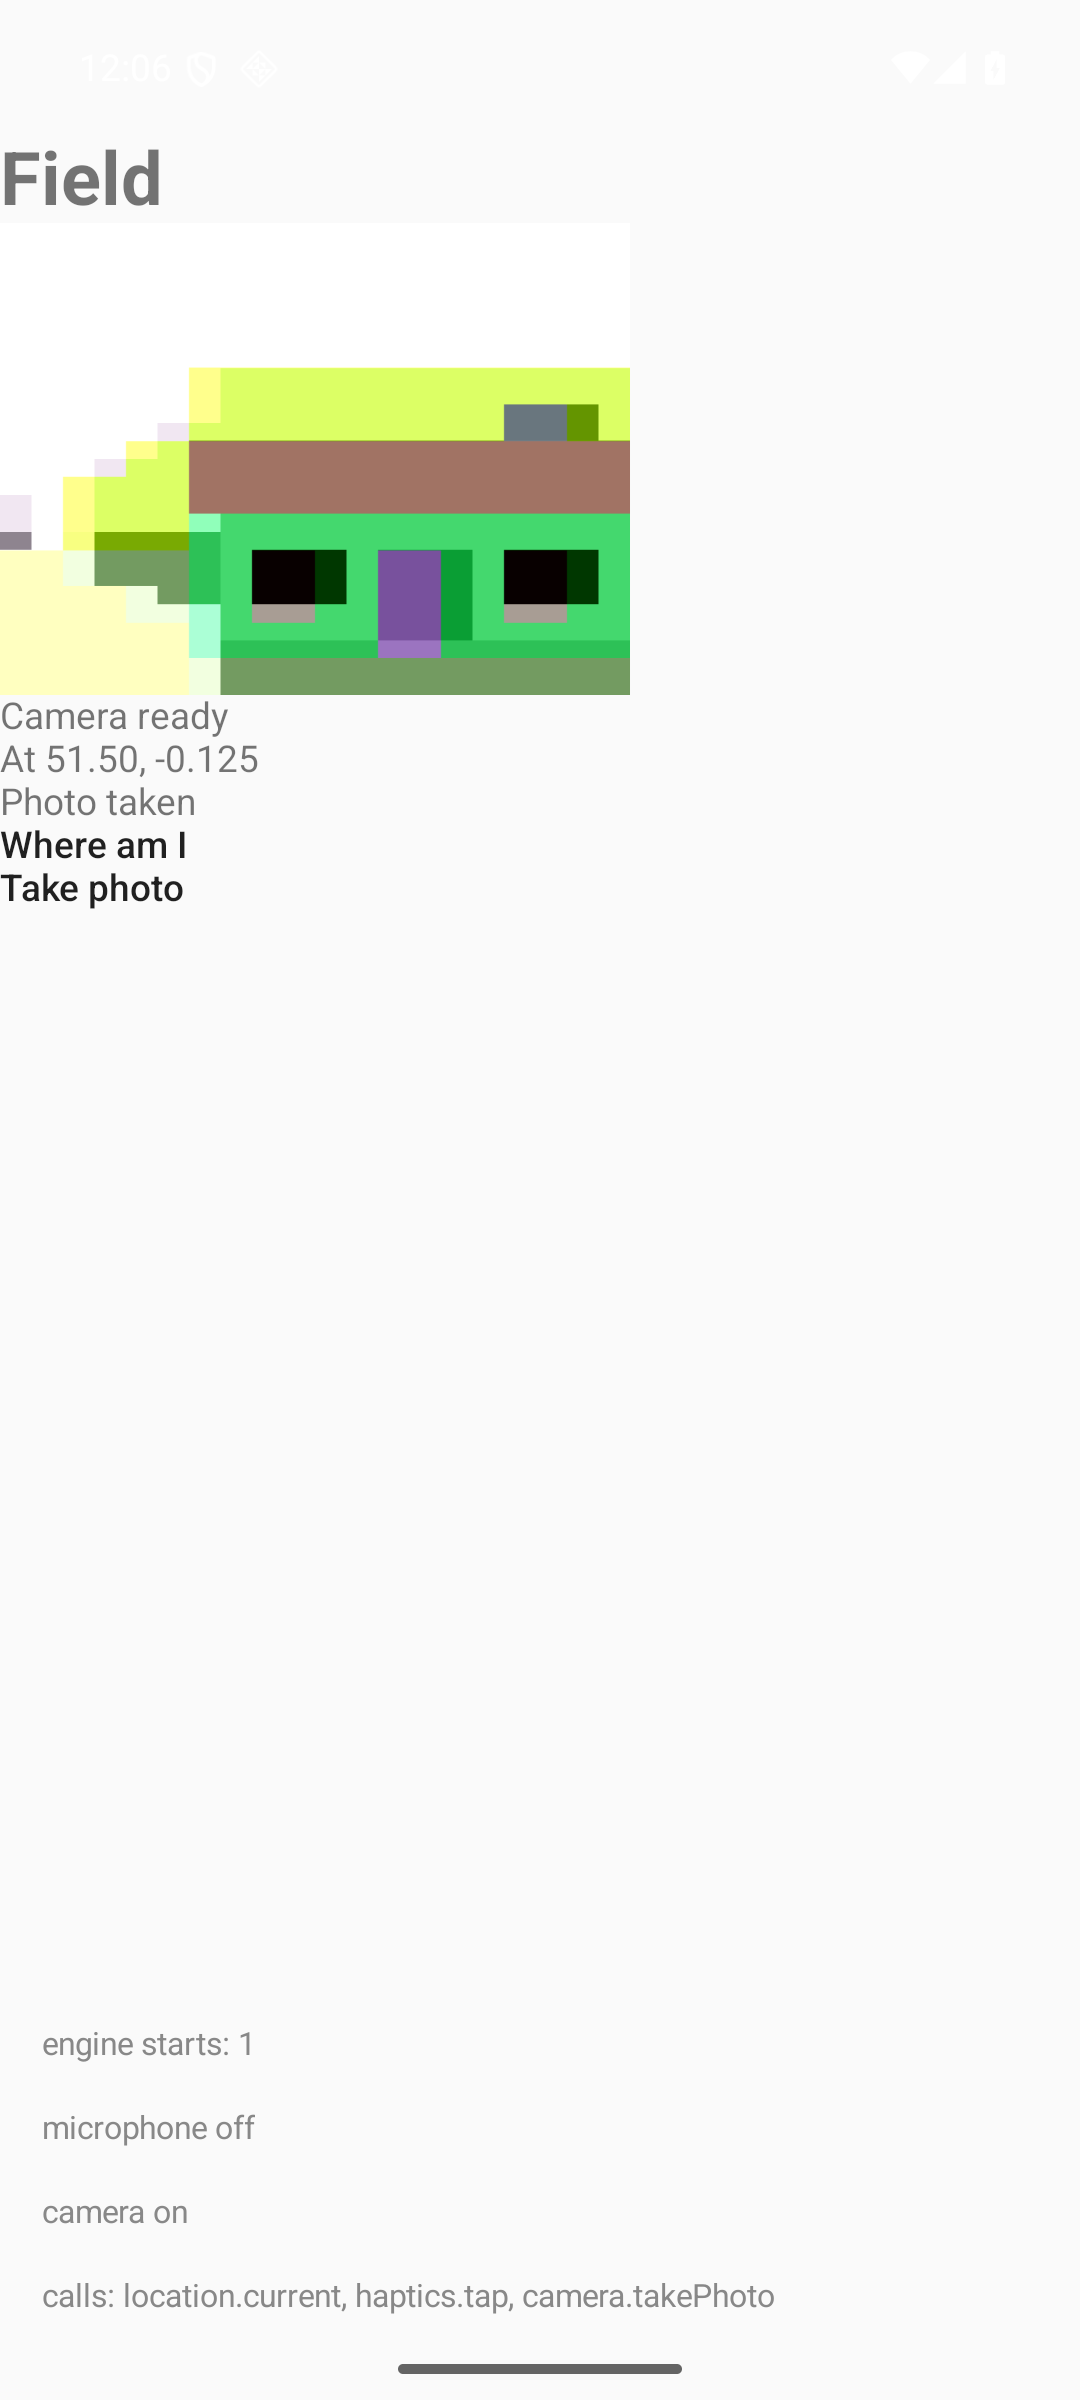 12:06
Field
Camera ready
At 51.50, -0.125
Photo taken
Where am I
Take photo
engine starts: 1
microphone off
camera on
calls: location.current, haptics.tap, camera.takePhoto